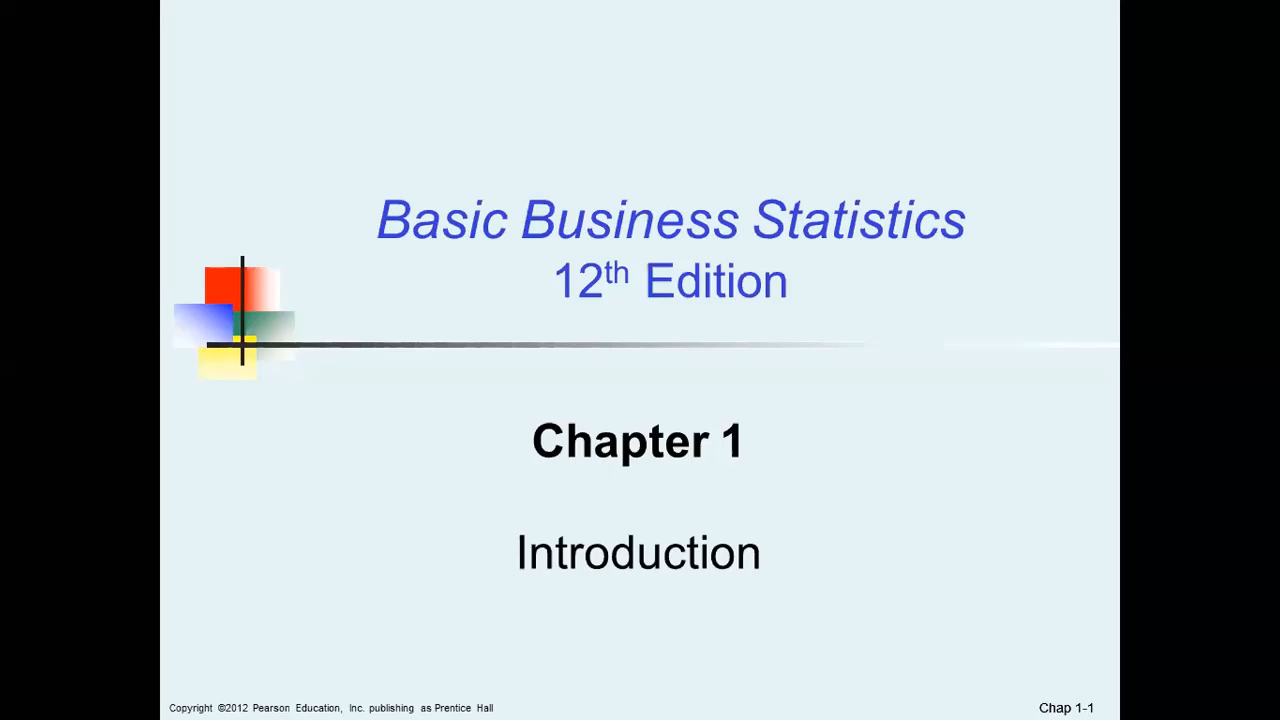 Basic Business Statistics
12th Edition
Chapter 1
Introduction
Copyright ©2012 Pearson Education, Inc. publishing as Prentice Hall
Chap 1-1